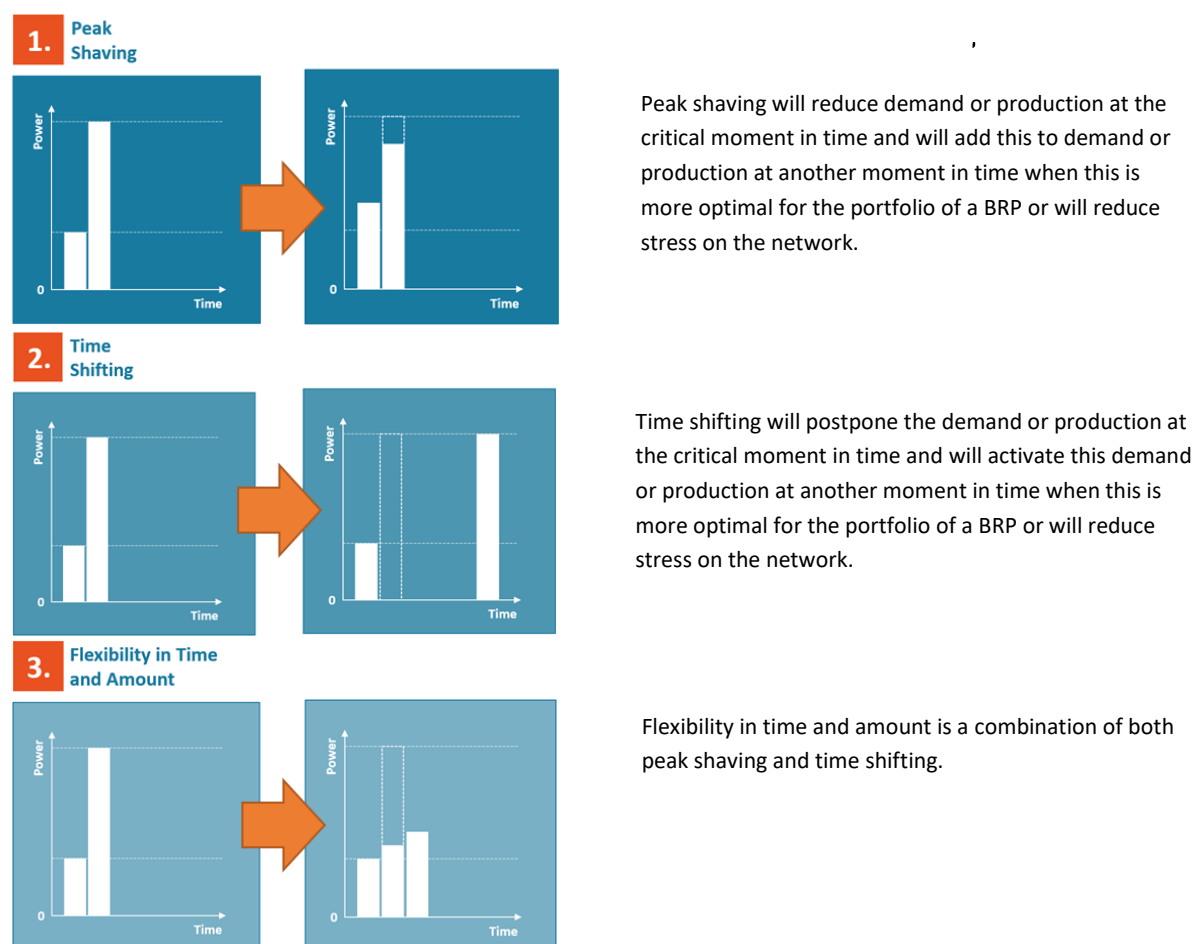 1.
Peak
Shaving
,
Power
0
Time
Power
0
Time
Peak shaving will reduce demand or production at the
critical moment in time and will add this to demand or
production at another moment in time when this is
more optimal for the portfolio of a BRP or will reduce
stress on the network.
2.
Time
Shifting
Power
0
Time
Power
0
Time
Time shifting will postpone the demand or production at
the critical moment in time and will activate this demand
or production at another moment in time when this is
more optimal for the portfolio of a BRP or will reduce
stress on the network.
3.
Flexibility in Time
and Amount
Power
0
Time
Power
0
Time
Flexibility in time and amount is a combination of both
peak shaving and time shifting.